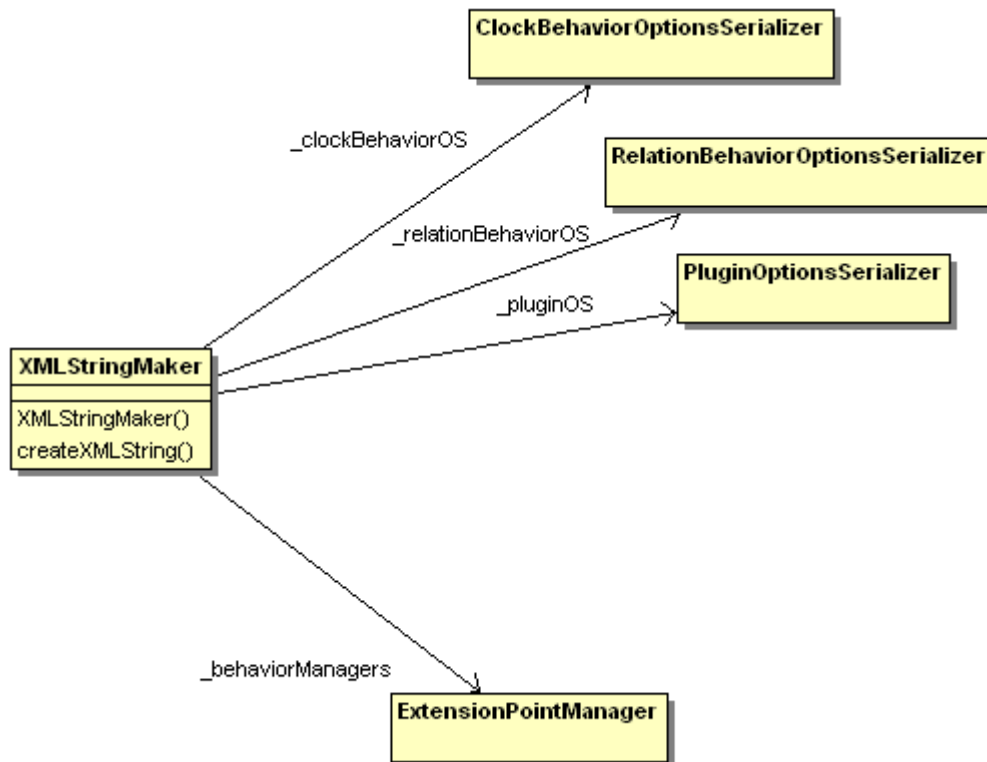 ClockBehaviorOptionsSerializer
_clockBehaviorOS
RelationBehaviorOptionsSerializer
_relationBehaviorOS
PluginOptionsSerializer
_pluginOS
XMLStringMaker
XMLStringMaker()
createXMLString()
_behaviorManagers
ExtensionPointManager